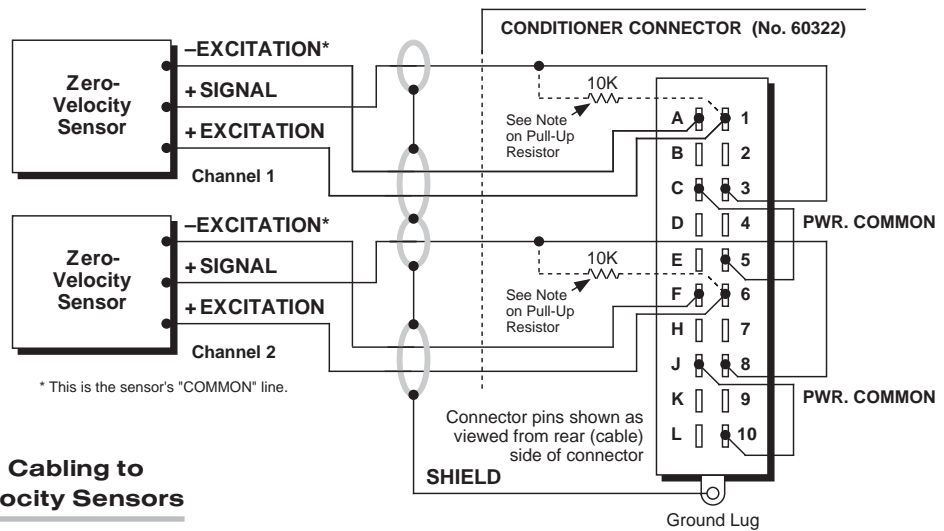 CONDITIONER CONNECTOR (No. 60322)
Zero-
Velocity
Sensor
–EXCITATION*
+ SIGNAL
+ EXCITATION
Channel 1
10K
See Note
on Pull-Up
Resistor
A 1
B 2
C 3
D 4
E 5
F 6
H 7
J 8
K 9
L 10
PWR. COMMON
Zero-
Velocity
Sensor
–EXCITATION*
+ SIGNAL
+ EXCITATION
Channel 2
10K
See Note
on Pull-Up
Resistor
PWR. COMMON
* This is the sensor's "COMMON" line.
Connector pins shown as
viewed from rear (cable)
side of connector
SHIELD
Ground Lug
Cabling to
ocity Sensors